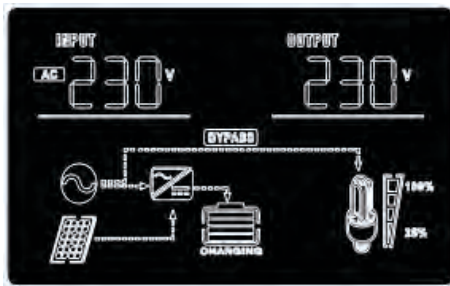 INPUT OUTPUT
AC 230 V 230 V
BYPASS
100%
25%
CHARGING